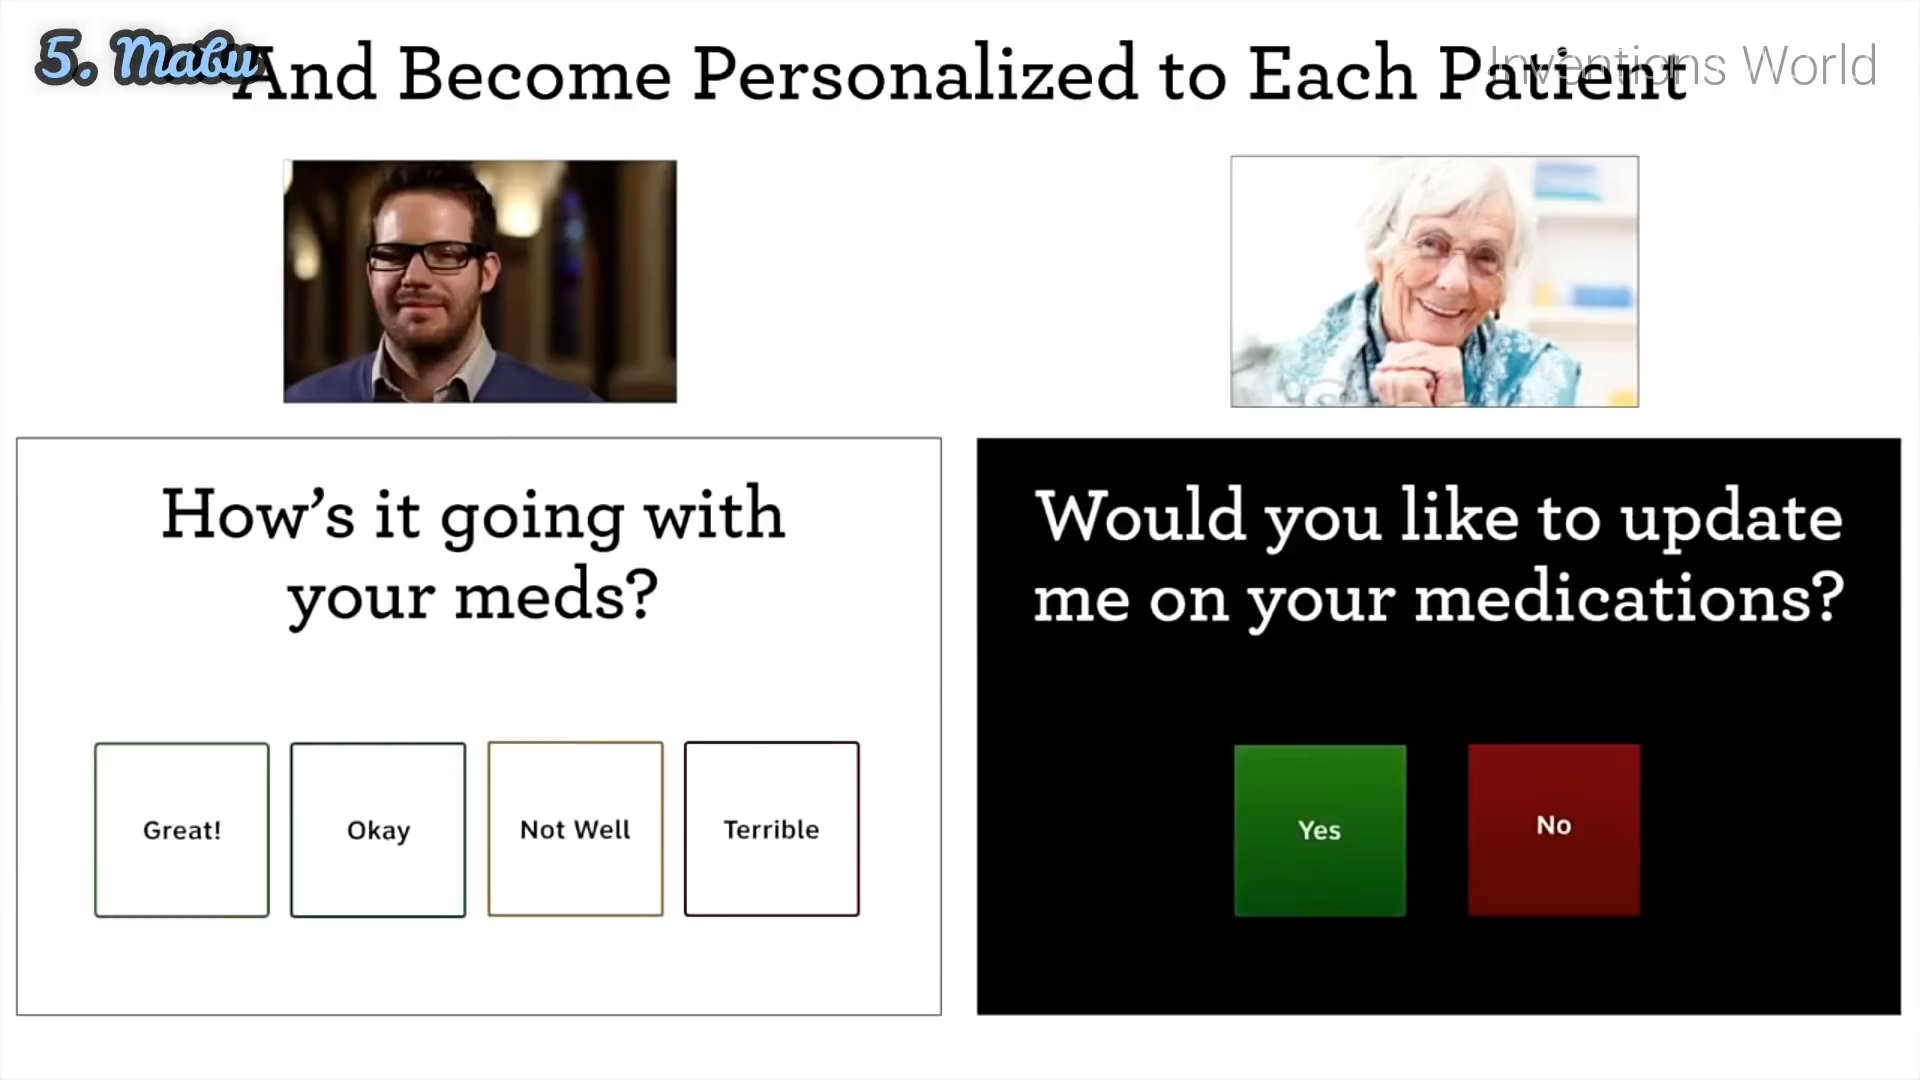 5. Mabu
And Become Personalized to Each Patient
Inventions World
How's it going with
your meds?
Great!
Okay
Not Well
Terrible
Would you like to update
me on your medications?
Yes
No